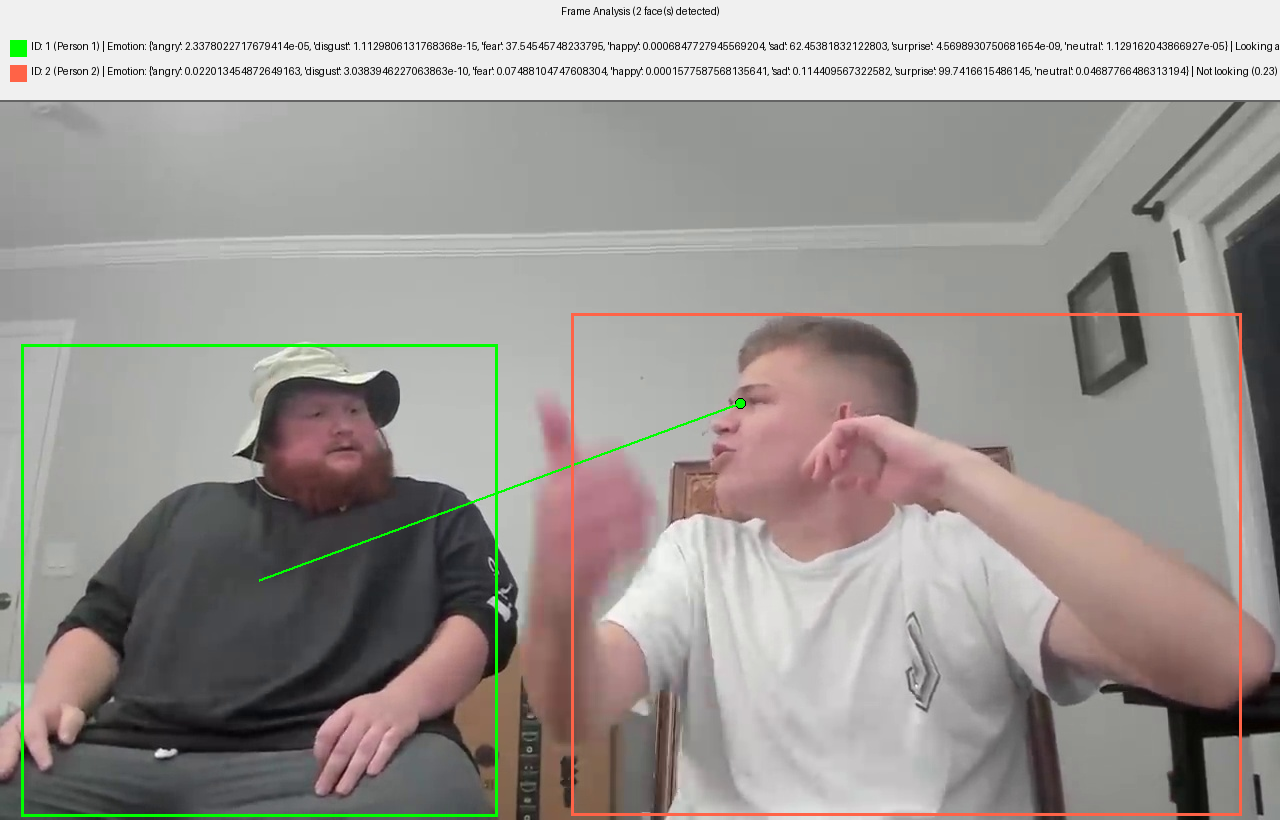 Frame Analysis (2 face(s) detected)
ID: 1 (Person 1) | Emotion: {'angry': 2.3378022717679414e-05, 'disgust': 1.1129806131768368e-15, 'fear': 37.54545748233795, 'happy': 0.0006847727945569204, 'sad': 62.45381832122803, 'surprise': 4.5698930750681654e-09, 'neutral': 1.129162043866927e-05} | Looking a
ID: 2 (Person 2) | Emotion: {'angry': 0.022013454872649163, 'disgust': 3.0383946227063863e-10, 'fear': 0.07488104747608304, 'happy': 0.0001577587568135641, 'sad': 0.114409567322582, 'surprise': 99.7416615486145, 'neutral': 0.04687766486313194} | Not looking (0.23)